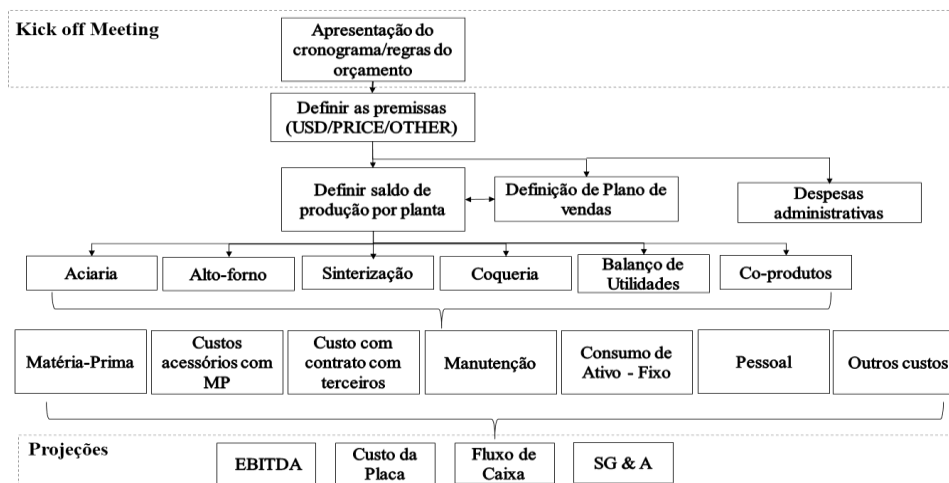 Kick off Meeting
Apresentação do
cronograma/regras do
orçamento
Definir as premissas
(USD/PRICE/OTHER)
Definir saldo de
produção por planta
Definição de Plano de
vendas
Despesas
administrativas
Aciaria
Alto-forno
Sinterização
Coqueria
Balanço de
Utilidades
Co-produtos
Matéria-Prima
Custos
acessórios com
MP
Custo com
contrato com
terceiros
Manutenção
Consumo de
Ativo - Fixo
Pessoal
Outros custos
Projeções
EBITDA
Custo da
Placa
Fluxo de
Caixa
SG & A